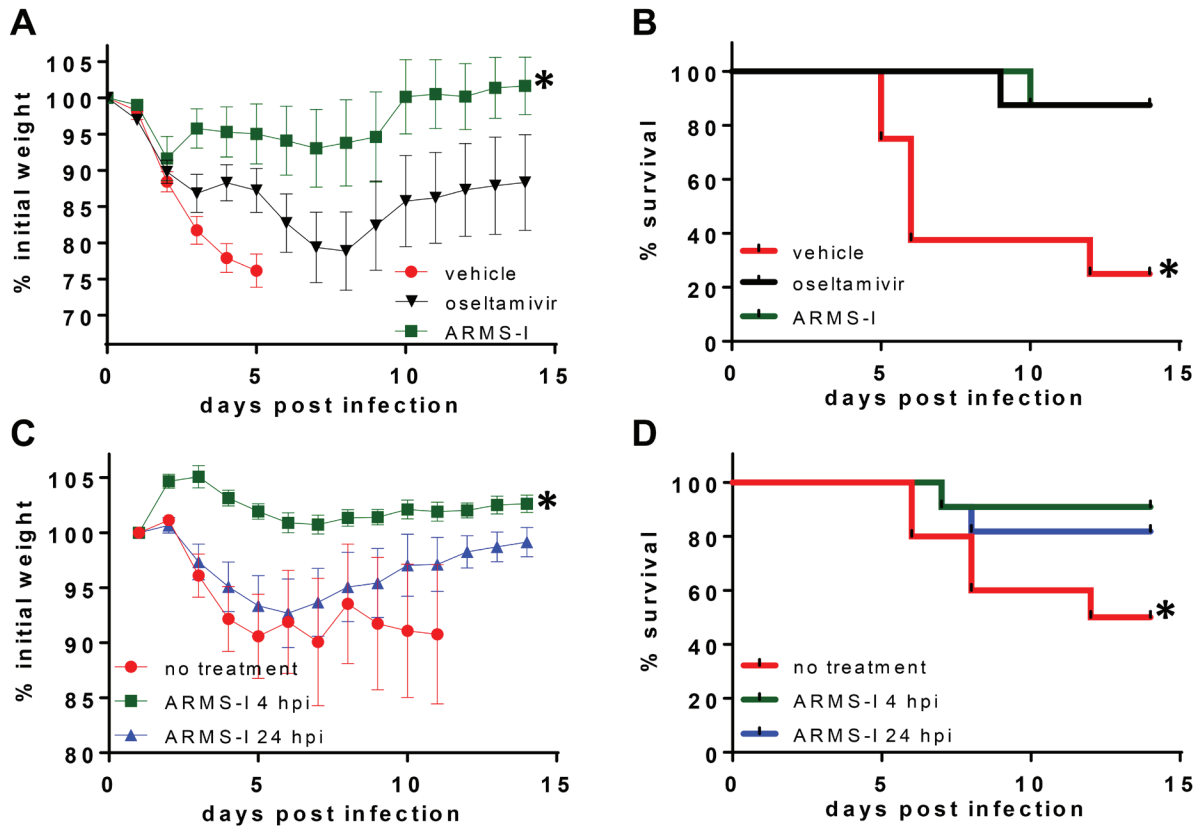 A
% initial weight
105
100
95
90
85
80
75
70
0
5
10
15
days post infection
vehicle
oseltamivir
ARMS-I
*
B
% survival
100
80
60
40
20
0
0
5
10
15
days post infection
vehicle
oseltamivir
ARMS-I
*
C
% initial weight
105
100
95
90
85
80
0
5
10
15
days post infection
no treatment
ARMS-I 4 hpi
ARMS-I 24 hpi
*
D
% survival
100
80
60
40
20
0
0
5
10
15
days post infection
no treatment
ARMS-I 4 hpi
ARMS-I 24 hpi
*